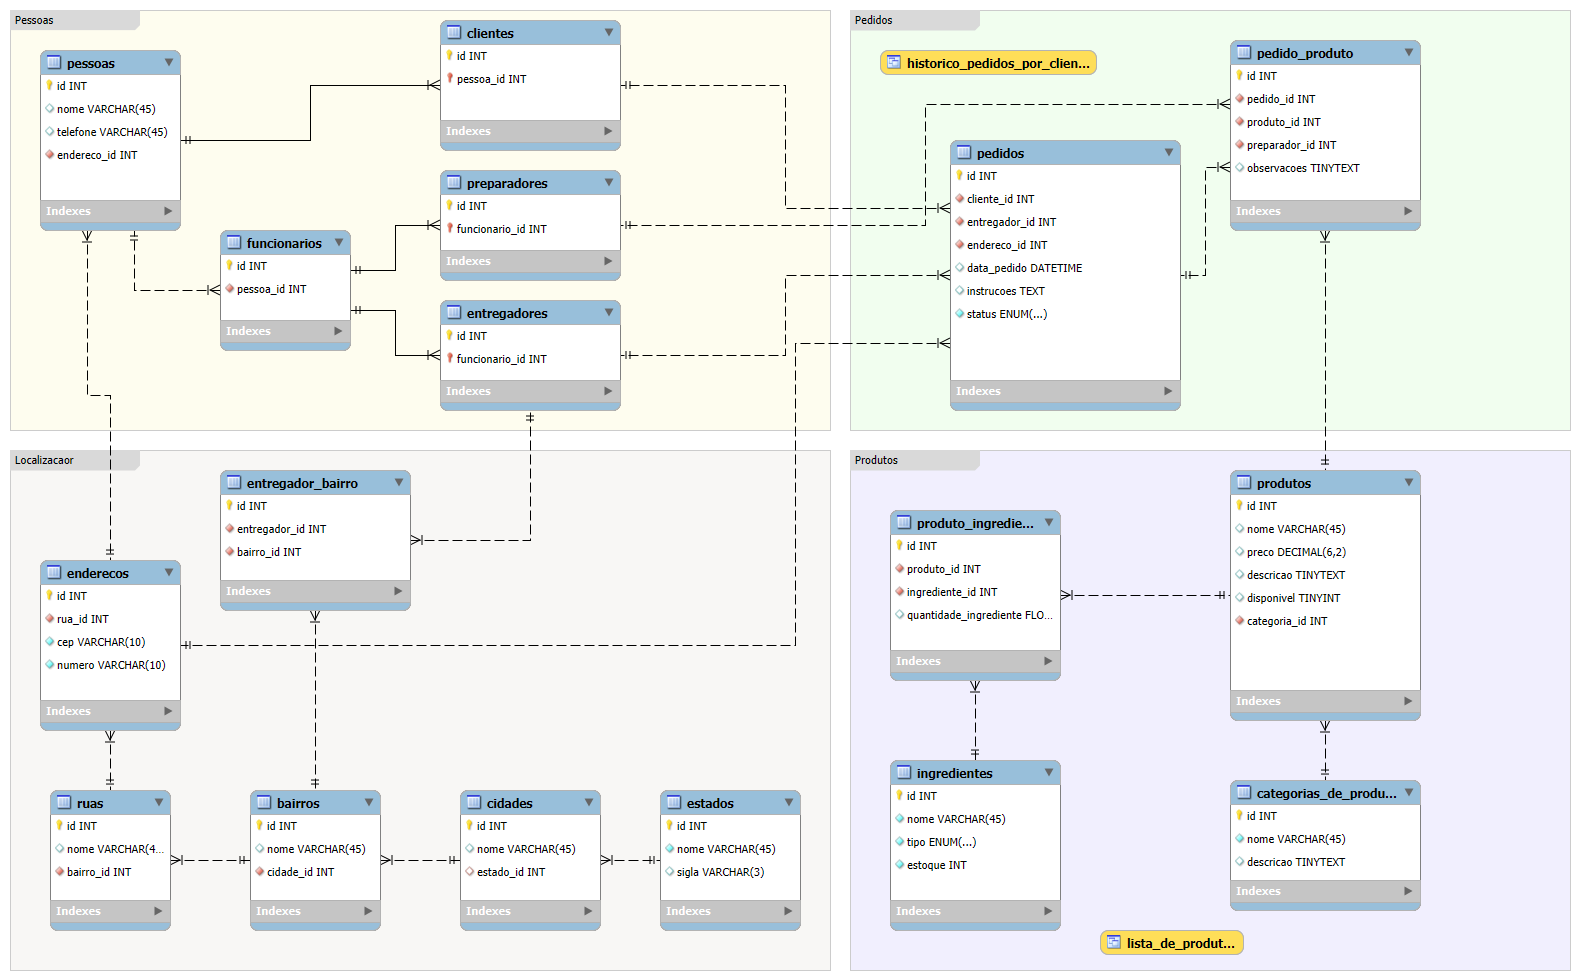 Pessoas
pessoas
id INT
nome VARCHAR(45)
telefone VARCHAR(45)
endereco_id INT
Indexes
clientes
id INT
pessoa_id INT
Indexes
preparadores
id INT
funcionario_id INT
Indexes
funcionarios
id INT
pessoa_id INT
Indexes
entregadores
id INT
funcionario_id INT
Indexes
Pedidos
historico_pedidos_por_clien...
pedido_produto
id INT
pedido_id INT
produto_id INT
preparador_id INT
observacoes TINYTEXT
Indexes
pedidos
id INT
cliente_id INT
entregador_id INT
endereco_id INT
data_pedido DATETIME
instrucoes TEXT
status ENUM(...)
Indexes
Localizacaor
entregador_bairro
id INT
entregador_id INT
bairro_id INT
Indexes
enderecos
id INT
rua_id INT
cep VARCHAR(10)
numero VARCHAR(10)
Indexes
ruas
id INT
nome VARCHAR(4...
bairro_id INT
Indexes
bairros
id INT
nome VARCHAR(45)
cidade_id INT
Indexes
cidades
id INT
nome VARCHAR(45)
estado_id INT
Indexes
estados
id INT
nome VARCHAR(45)
sigla VARCHAR(3)
Indexes
Produtos
produto_ingredie...
id INT
produto_id INT
ingrediente_id INT
quantidade_ingrediente FLO...
Indexes
produtos
id INT
nome VARCHAR(45)
preco DECIMAL(6,2)
descricao TINYTEXT
disponivel TINYINT
categoria_id INT
Indexes
ingredientes
id INT
nome VARCHAR(45)
tipo ENUM(...)
estoque INT
Indexes
categorias_de_produ...
id INT
nome VARCHAR(45)
descricao TINYTEXT
Indexes
lista_de_produt...